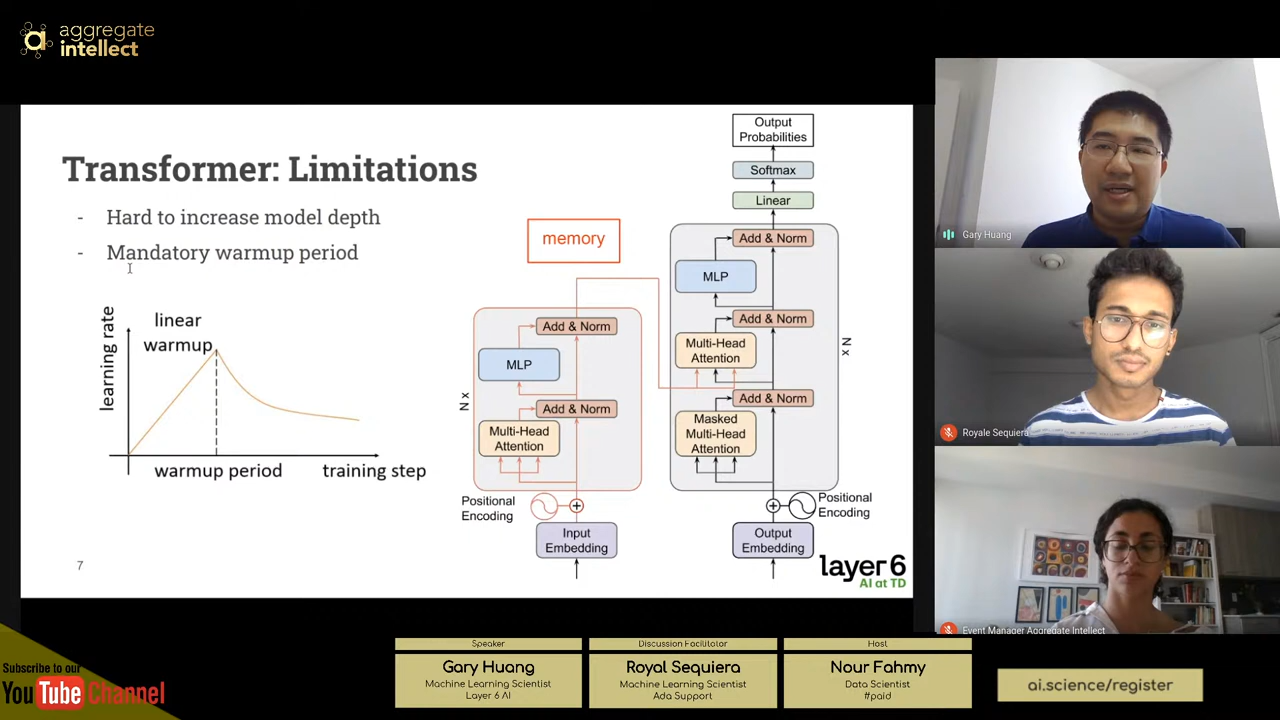 aggregate
intellect
Transformer: Limitations
- Hard to increase model depth
- Mandatory warmup period
learning rate
linear
warmup
warmup period
training step
7
memory
Add & Norm
MLP
Add & Norm
Multi-Head
Attention
N x
Positional
Encoding
Input
Embedding
Output
Probabilities
Softmax
Linear
Add & Norm
MLP
Add & Norm
Multi-Head
Attention
Add & Norm
Masked
Multi-Head
Attention
N x
Positional
Encoding
Output
Embedding
layer 6
AI at TD
Gary Huang
Royale Sequiera
Event Manager Aggregate Intellect
Subscribe to our
YouTube Channel
Speaker
Gary Huang
Machine Learning Scientist
Layer 6 AI
Discussion Facilitator
Royal Sequiera
Machine Learning Scientist
Ada Support
Host
Nour Fahmy
Data Scientist
#paid
ai.science/register